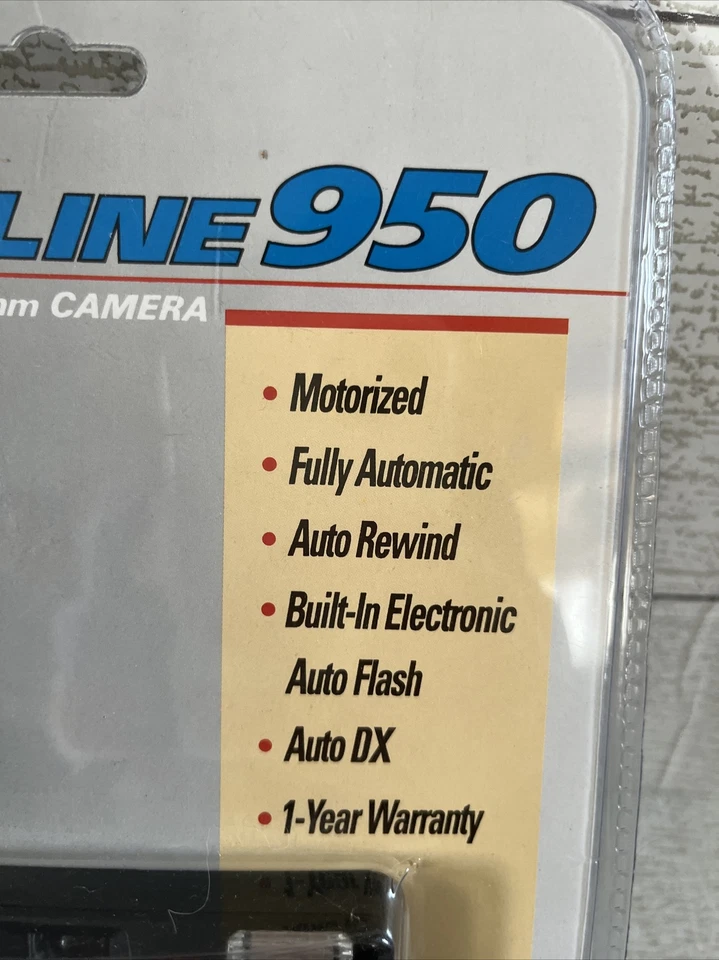 LINE 950
mm CAMERA
• Motorized
• Fully Automatic
• Auto Rewind
• Built-In Electronic
Auto Flash
• Auto DX
• 1-Year Warranty